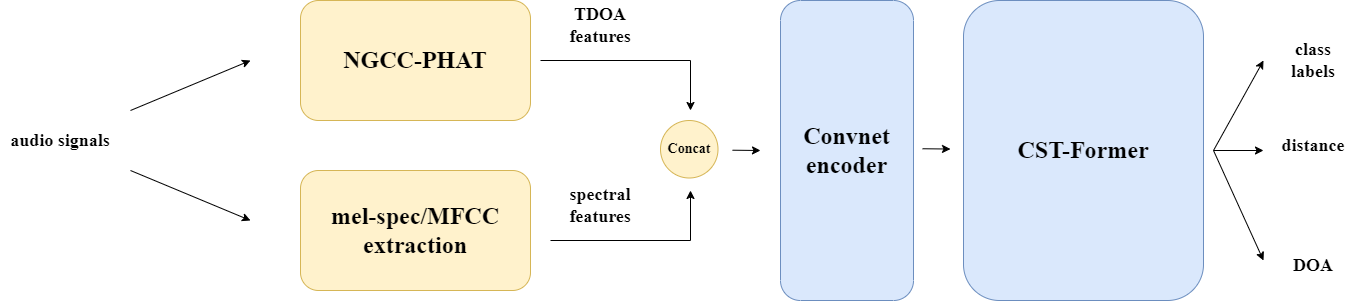 audio signals
NGCC-PHAT
TDOA
features
mel-spec/MFCC
extraction
spectral
features
Concat
Convnet
encoder
CST-Former
class
labels
distance
DOA